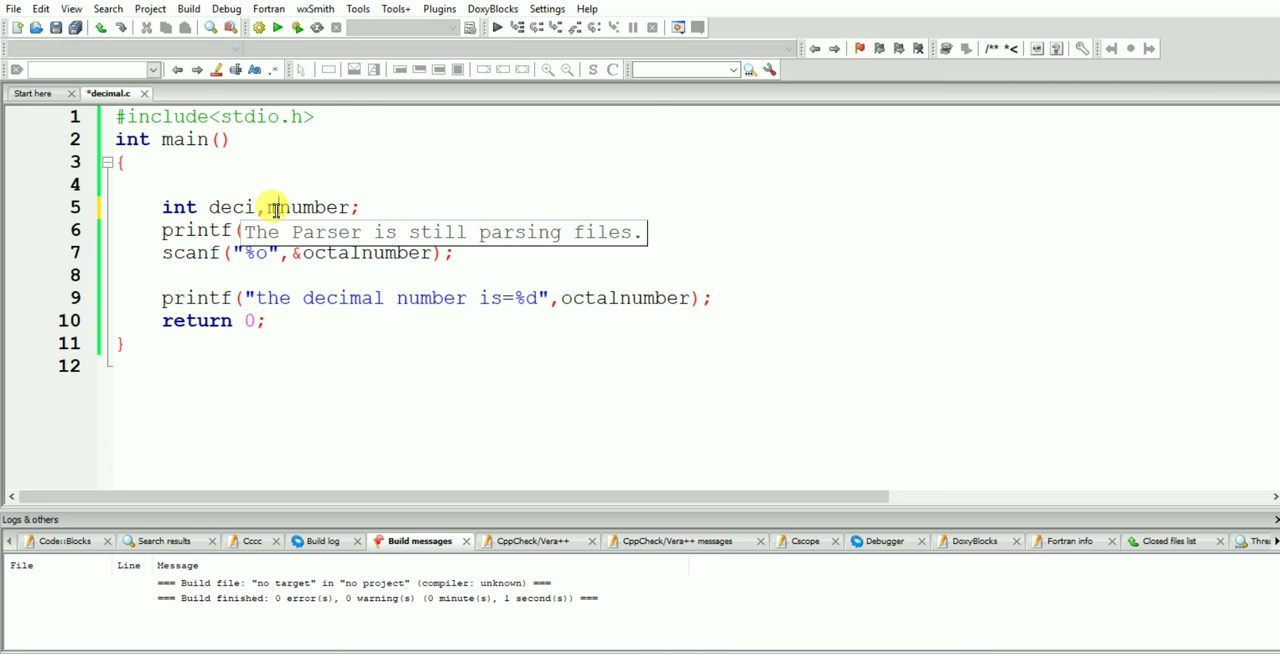 File Edit View Search Project Build Debug Fortran wxSmith Tools Tools+ Plugins DoxyBlocks Settings Help
/** *<
S C
Start here *decimal.c
1 #include<stdio.h>
2 int main()
3 {
4
5 int deci,nnumber;
6 printf(
The Parser is still parsing files.
7 scanf("%o",&octalnumber);
8
9 printf("the decimal number is=%d",octalnumber);
10 return 0;
11 }
12
Logs & others
Code::Blocks Search results Cccc Build log Build messages CppCheck/Vera++ CppCheck/Vera++ messages Cscope Debugger DoxyBlocks Fortran info Closed files list Threa
File Line Message
=== Build file: "no target" in "no project" (compiler: unknown) ===
=== Build finished: 0 error(s), 0 warning(s) (0 minute(s), 1 second(s)) ===